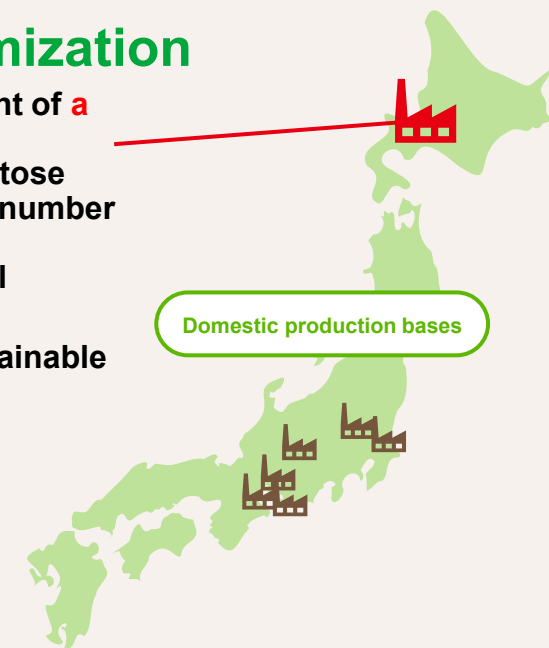 mization
nt of a
tose
number
l
Domestic production bases
ainable